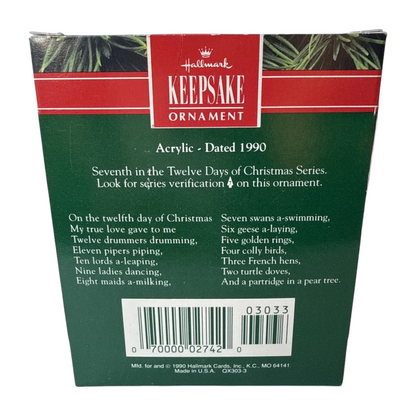 Hallmark
KEEPSAKE
ORNAMENT
Acrylic - Dated 1990
Seventh in the Twelve Days of Christmas Series.
Look for series verification on this ornament.
On the twelfth day of Christmas
My true love gave to me
Twelve drummers drumming,
Eleven pipers piping,
Ten lords a-leaping,
Nine ladies dancing,
Eight maids a-milking,
Seven swans a-swimming,
Six geese a-laying,
Five golden rings,
Four colly birds,
Three French hens,
Two turtle doves,
And a partridge in a pear tree.
03033
0 70000 02742 0
Mfd. for and © 1990 Hallmark Cards, Inc., K.C., MO 64141
Made in U.S.A. QX303-3